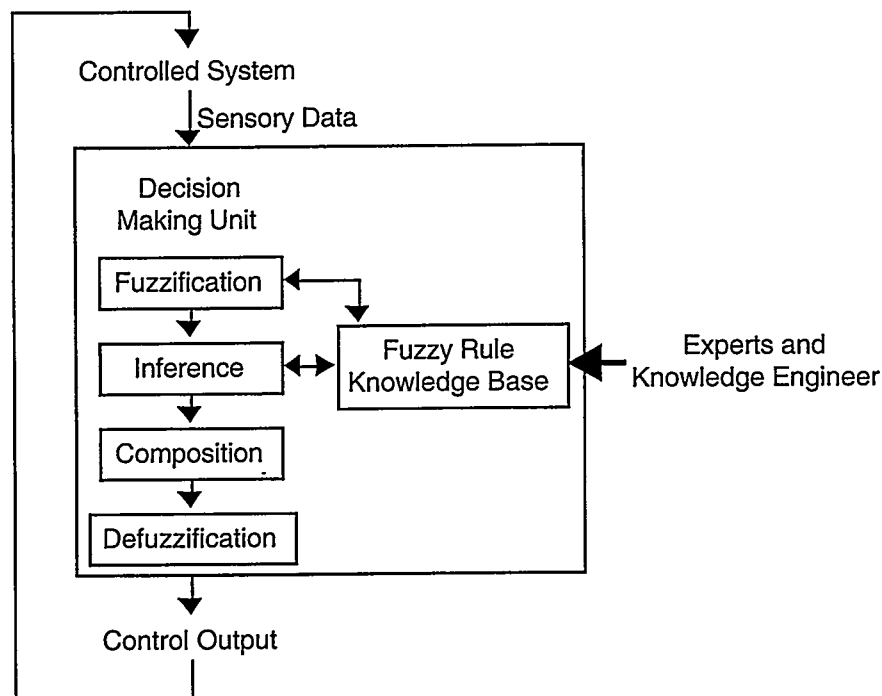 Controlled System
Sensory Data
Decision
Making Unit
Fuzzification
Inference
Fuzzy Rule
Knowledge Base
Experts and
Knowledge Engineer
Composition
Defuzzification
Control Output